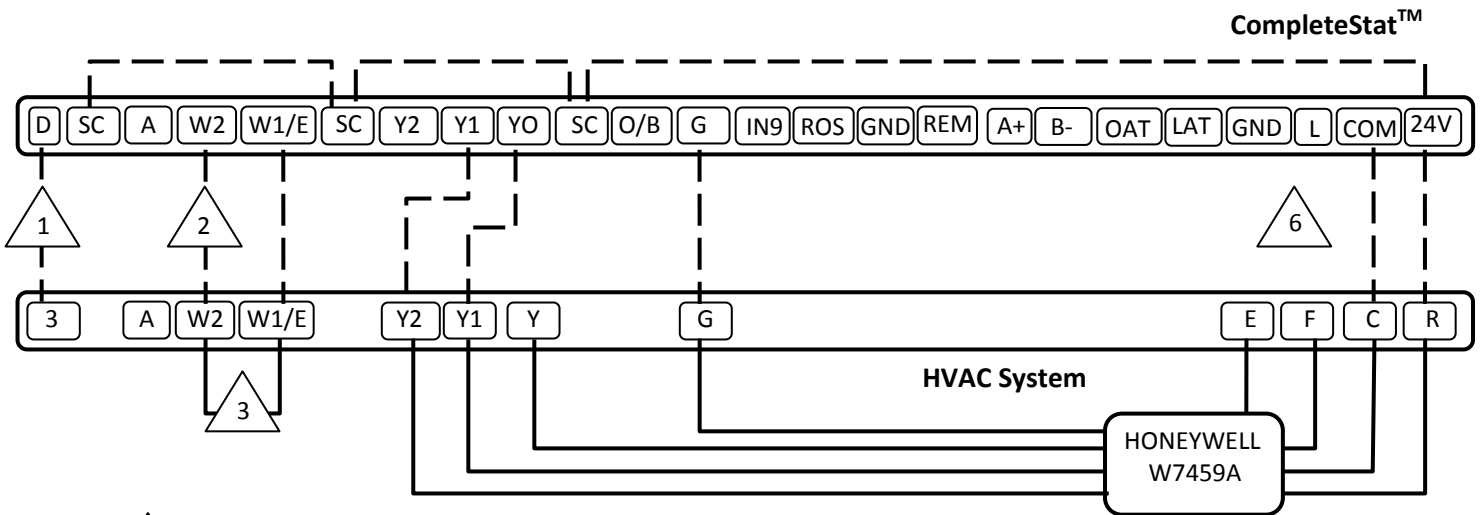 CompleteStat™
D SC A W2 W1/E SC Y2 Y1 YO SC O/B G IN9 ROS GND REM A+ B- OAT LAT GND L COM 24V
1 2 6
3 A W2 W1/E Y2 Y1 Y G E F C R
HVAC System
3
HONEYWELL
W7459A